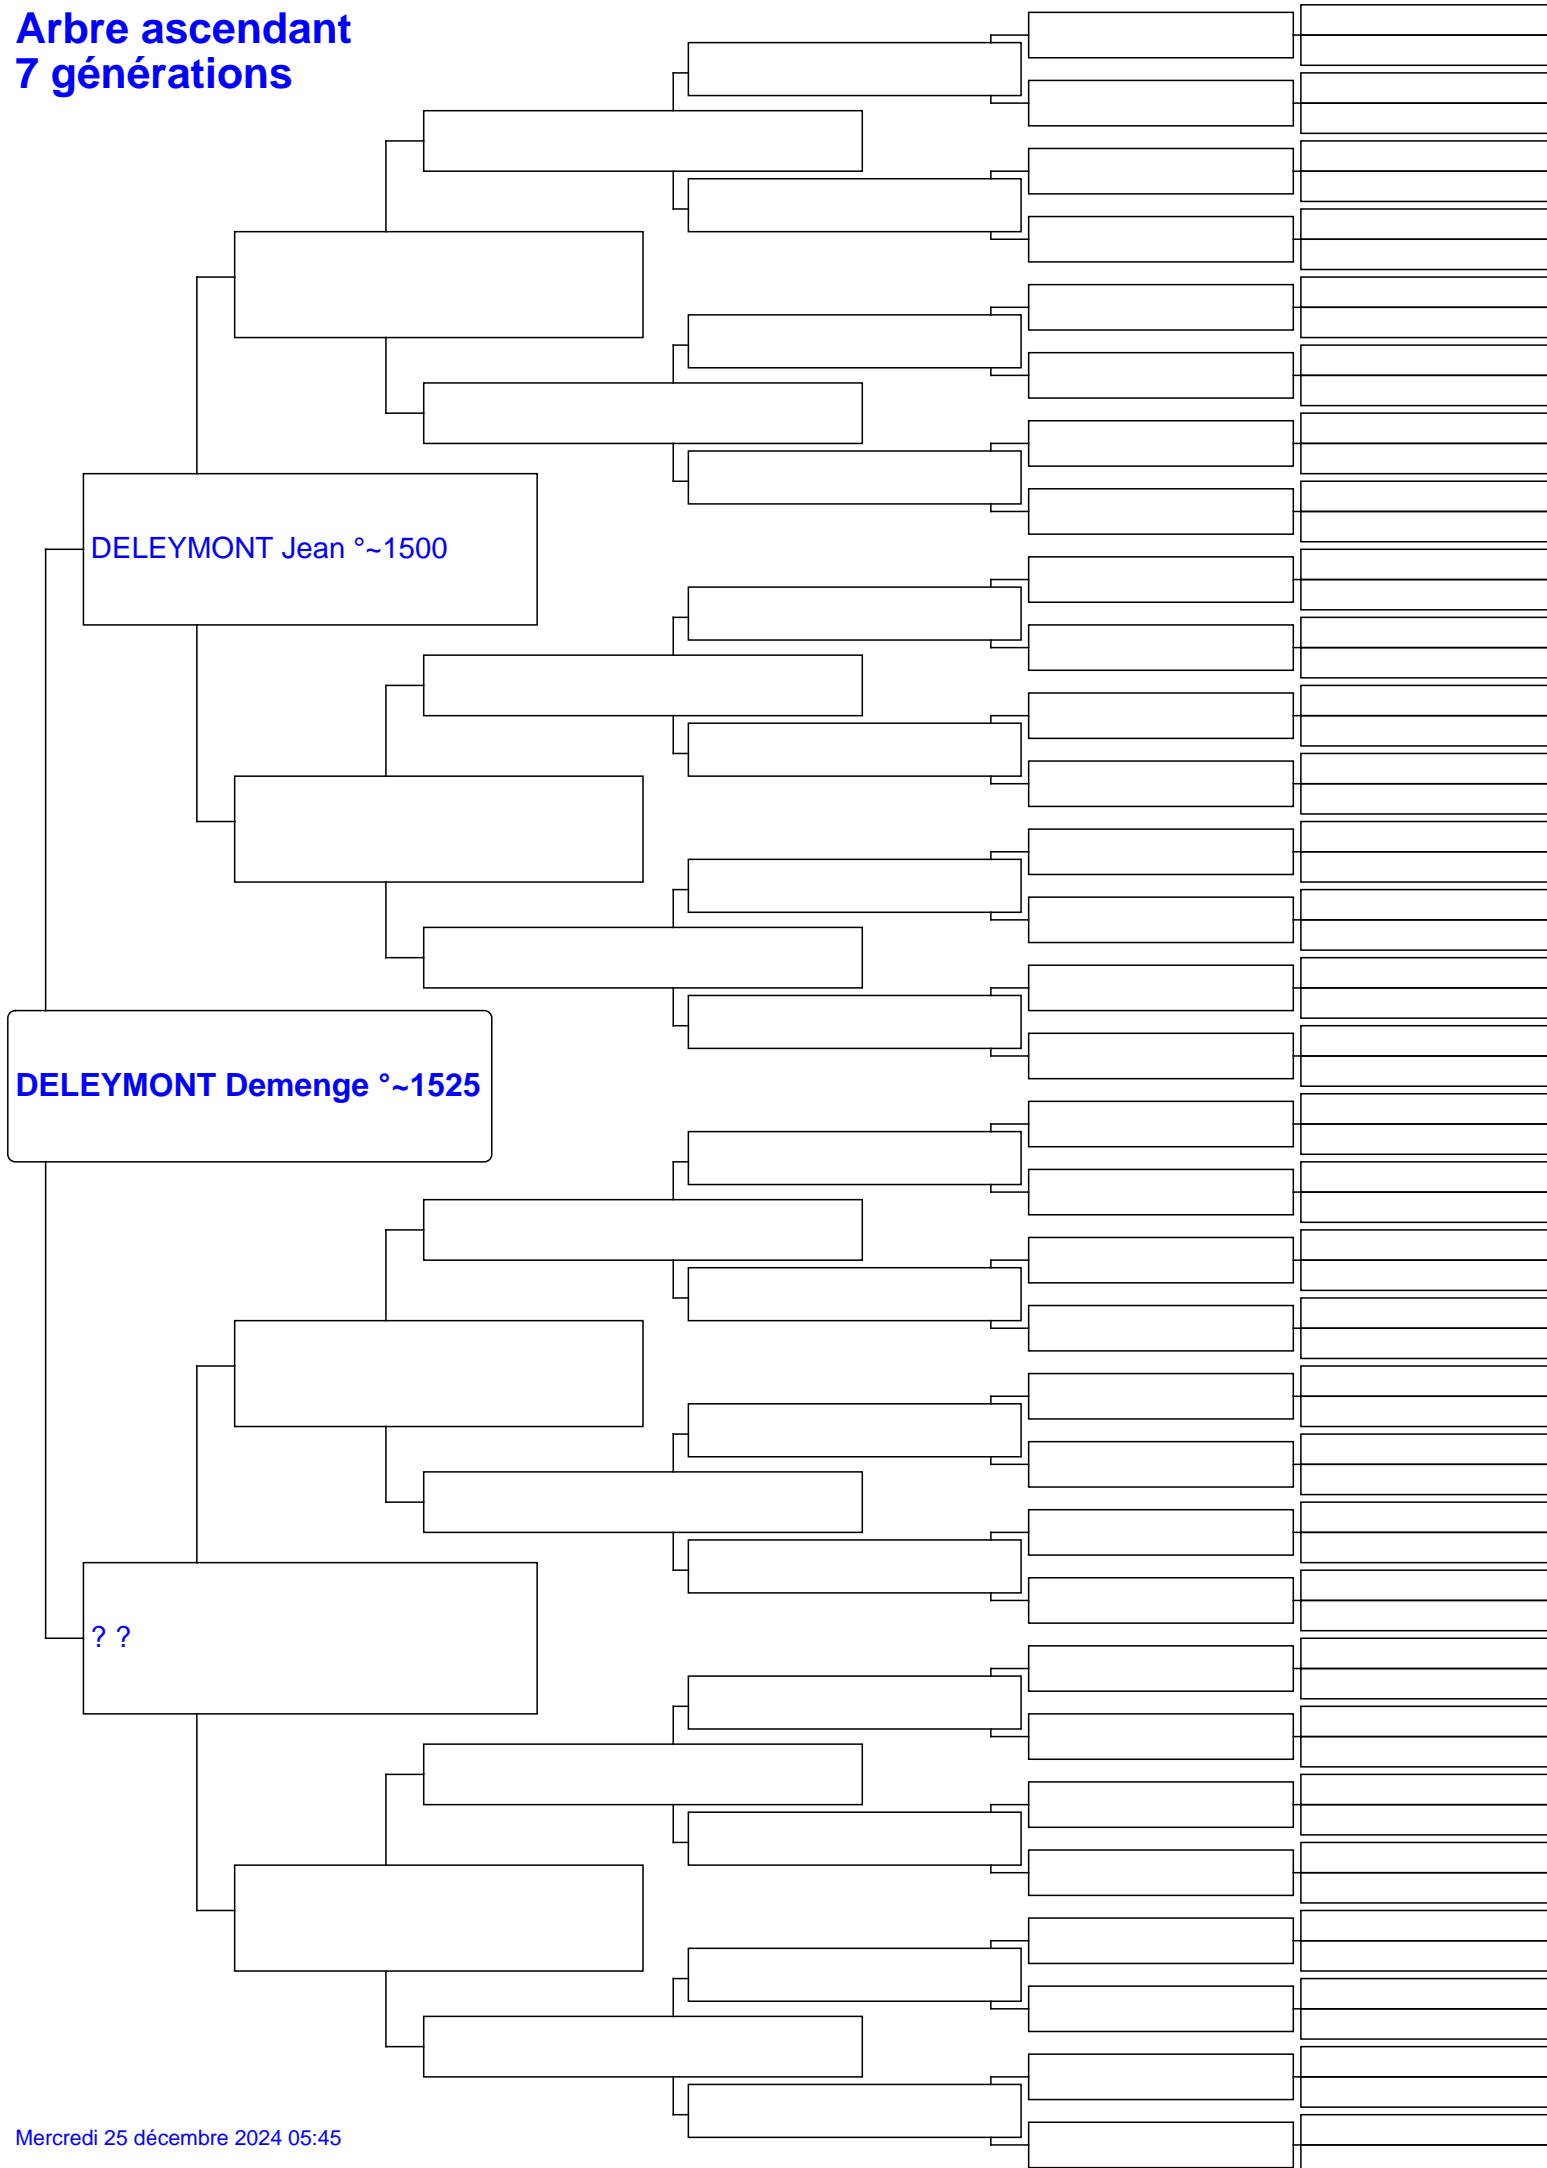 Arbre ascendant
7 générations
DELEYMONT Jean °~1500
DELEYMONT Demenge °~1525
? ?
Mercredi 25 décembre 2024 05:45